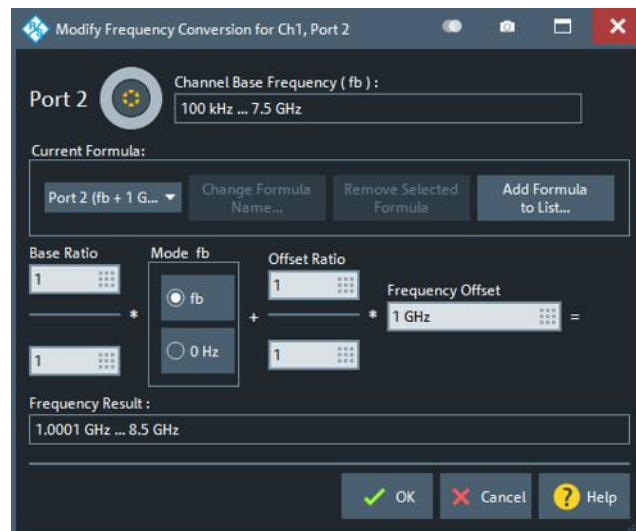 Modify Frequency Conversion for Ch1, Port 2
Port 2
Channel Base Frequency ( fb ) :
100 kHz ... 7.5 GHz
Current Formula:
Port 2 (fb + 1 G...
Change Formula
Name...
Remove Selected
Formula
Add Formula
to List...
Base Ratio
Mode fb
Offset Ratio
1
fb
1
Frequency Offset
*
+
*
1 GHz
=
1
0 Hz
1
Frequency Result :
1.0001 GHz ... 8.5 GHz
OK
Cancel
? Help